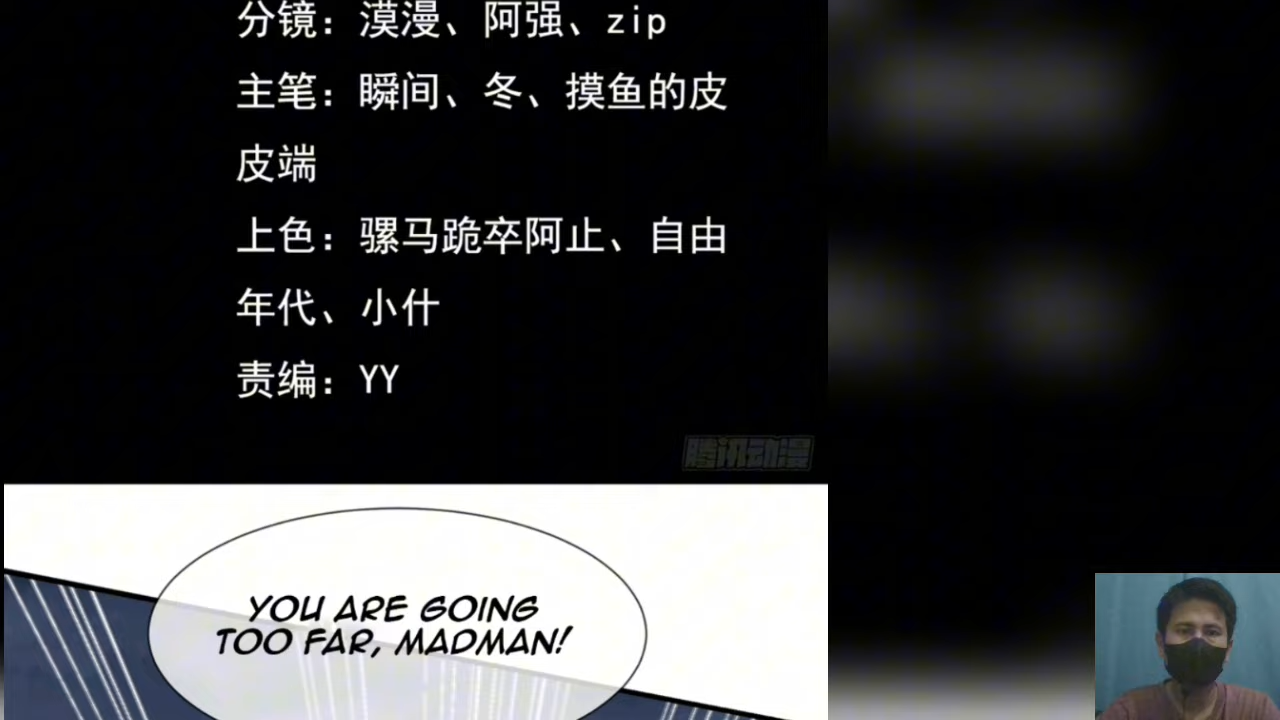 分镜：漠漫、阿强、zip
主笔：瞬间、冬、摸鱼的皮
皮端
上色：骡马跪卒阿止、自由
年代、小什
责编：YY
腾讯动漫
YOU ARE GOING
TOO FAR, MADMAN!